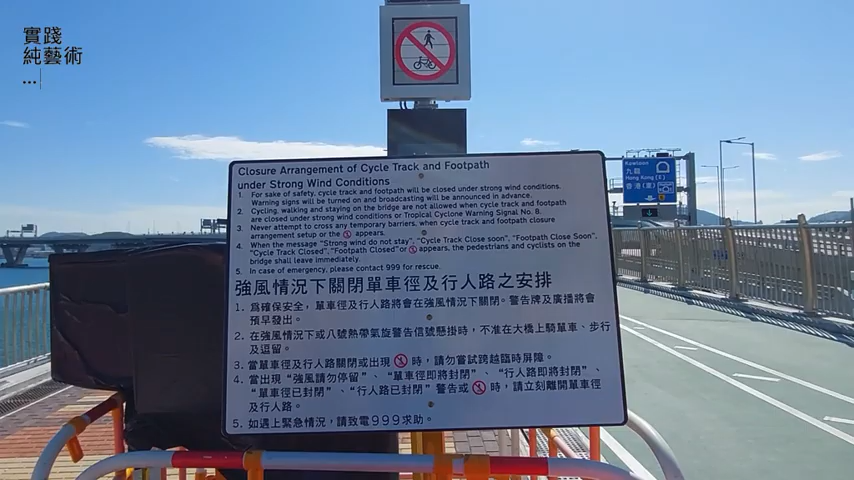 實踐
純藝術
...
Closure Arrangement of Cycle Track and Footpath
under Strong Wind Conditions
1. For sake of safety, cycle track and footpath will be closed under strong wind conditions.
Warning signs will be turned on and broadcasting will be announced in advance.
2. Cycling, walking and staying on the bridge are not allowed when cycle track and footpath
are closed under strong wind conditions or Tropical Cyclone Warning Signal No. 8.
3. Never attempt to cross any temporary barriers, when cycle track and footpath closure
arrangement setup or the appears.
4. When the message "Strong wind do not stay", "Cycle Track Close soon", "Footpath Close Soon",
"Cycle Track Closed", "Footpath Closed" or appears, the pedestrians and cyclists on the
bridge shall leave immediately.
5. In case of emergency, please contact 999 for rescue.
強風情況下關閉單車徑及行人路之安排
1. 為確保安全，單車徑及行人路將會在強風情況下關閉。警告牌及廣播將會
預早發出。
2. 在強風情況下或八號熱帶氣旋警告信號懸掛時，不准在大橋上騎單車、步行
及逗留。
3. 當單車徑及行人路關閉或出現 時，請勿嘗試跨越臨時屏障。
4. 當出現“強風請勿停留”、“單車徑即將封閉”、“行人路即將封閉”、
“單車徑已封閉”、“行人路已封閉”警告或 時，請立刻離開單車徑
及行人路。
5. 如遇上緊急情況，請致電999求助。
Kowloon
九龍
Hong Kong (E)
香港(東)